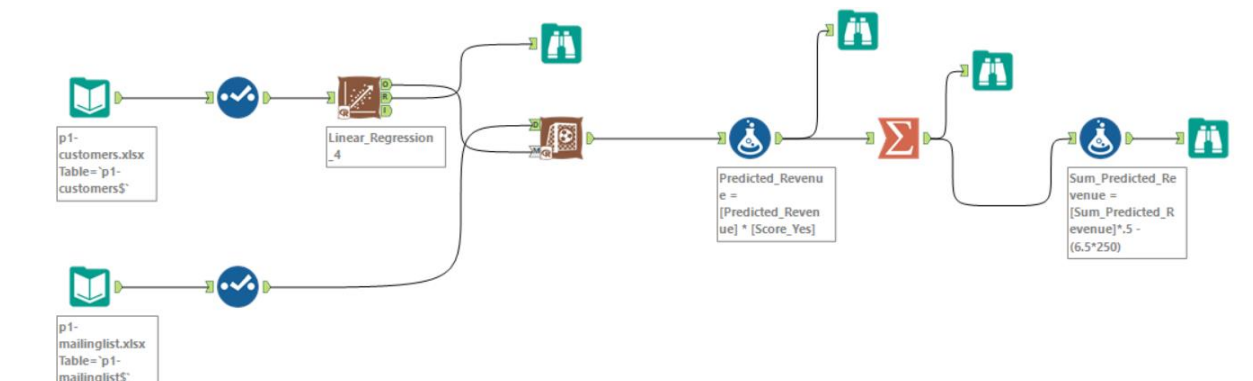 p1-
customers.xlsx
Table=`p1-
customers$`
O
R
I
Linear_Regression
_4
D
M
Predicted_Revenu
e =
[Predicted_Reven
ue] * [Score_Yes]
Sum_Predicted_Re
venue =
[Sum_Predicted_R
evenue]*.5 -
(6.5*250)
p1-
mailinglist.xlsx
Table=`p1-
mailinglist$`